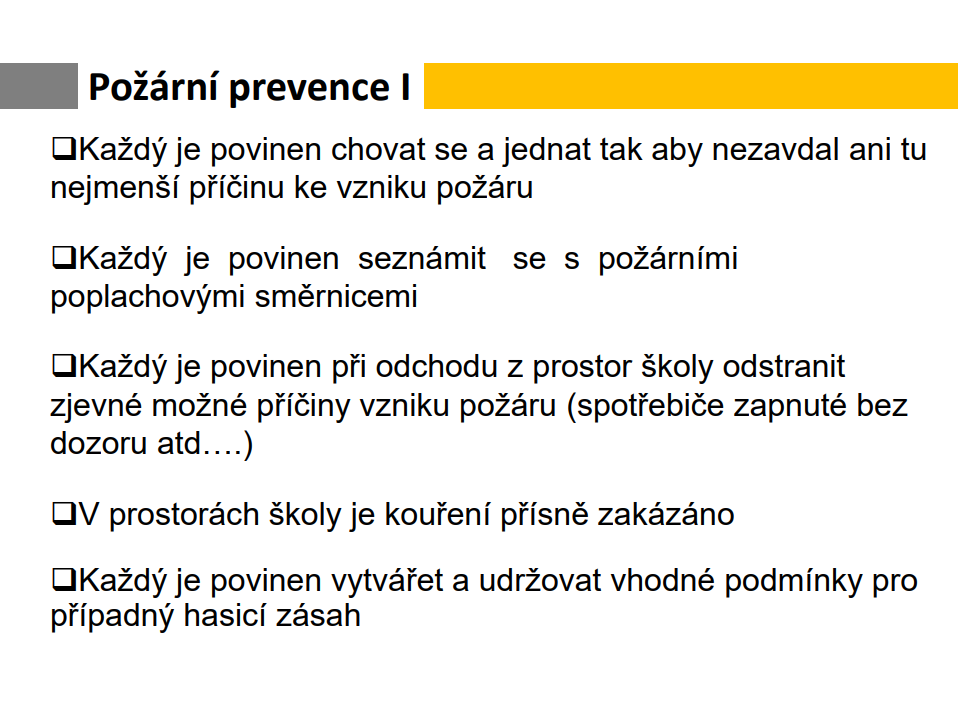 Požární prevence I
❑Každý je povinen chovat se a jednat tak aby nezavdal ani tu
nejmenší příčinu ke vzniku požáru
❑Každý je povinen seznámit se s požárními
poplachovými směrnicemi
❑Každý je povinen při odchodu z prostor školy odstranit
zjevné možné příčiny vzniku požáru (spotřebiče zapnuté bez
dozoru atd….)
❑V prostorách školy je kouření přísně zakázáno
❑Každý je povinen vytvářet a udržovat vhodné podmínky pro
případný hasicí zásah